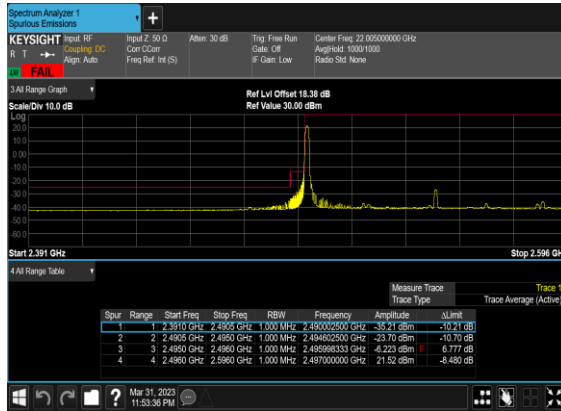 Spectrum Analyzer 1
Spurious Emissions
+
KEYSIGHT
R T
LW
FAIL
Input: RF
Coupling: DC
Align: Auto
Input Z: 50 Ω
Corr CCorr
Freq Ref: Int (S)
Atten: 30 dB
Trig: Free Run
Gate: Off
IF Gain: Low
Center Freq: 22.005000000 GHz
Avg|Hold: 1000/1000
Radio Std: None
3 All Range Graph
Scale/Div 10.0 dB
Ref Lvl Offset 18.38 dB
Ref Value 30.00 dBm
Log
20.0
10.0
0.00
-10.0
-20.0
-30.0
-40.0
-50.0
-60.0
Start 2.391 GHz
Stop 2.596 GH
4 All Range Table
Measure Trace Trace 1
Trace Type Trace Average (Active)
Spur Range Start Freq Stop Freq RBW Frequency Amplitude ΔLimit
1 1 2.3910 GHz 2.4905 GHz 1.000 MHz 2.490002500 GHz -35.21 dBm -10.21 dB
2 2 2.4905 GHz 2.4950 GHz 1.000 MHz 2.494602500 GHz -23.70 dBm -10.70 dB
3 3 2.4950 GHz 2.4960 GHz 1.000 MHz 2.495998333 GHz -6.223 dBm F 6.777 dB
4 4 2.4960 GHz 2.5960 GHz 1.000 MHz 2.497000000 GHz 21.52 dBm -8.480 dB
?
Mar 31, 2023
11:53:36 PM